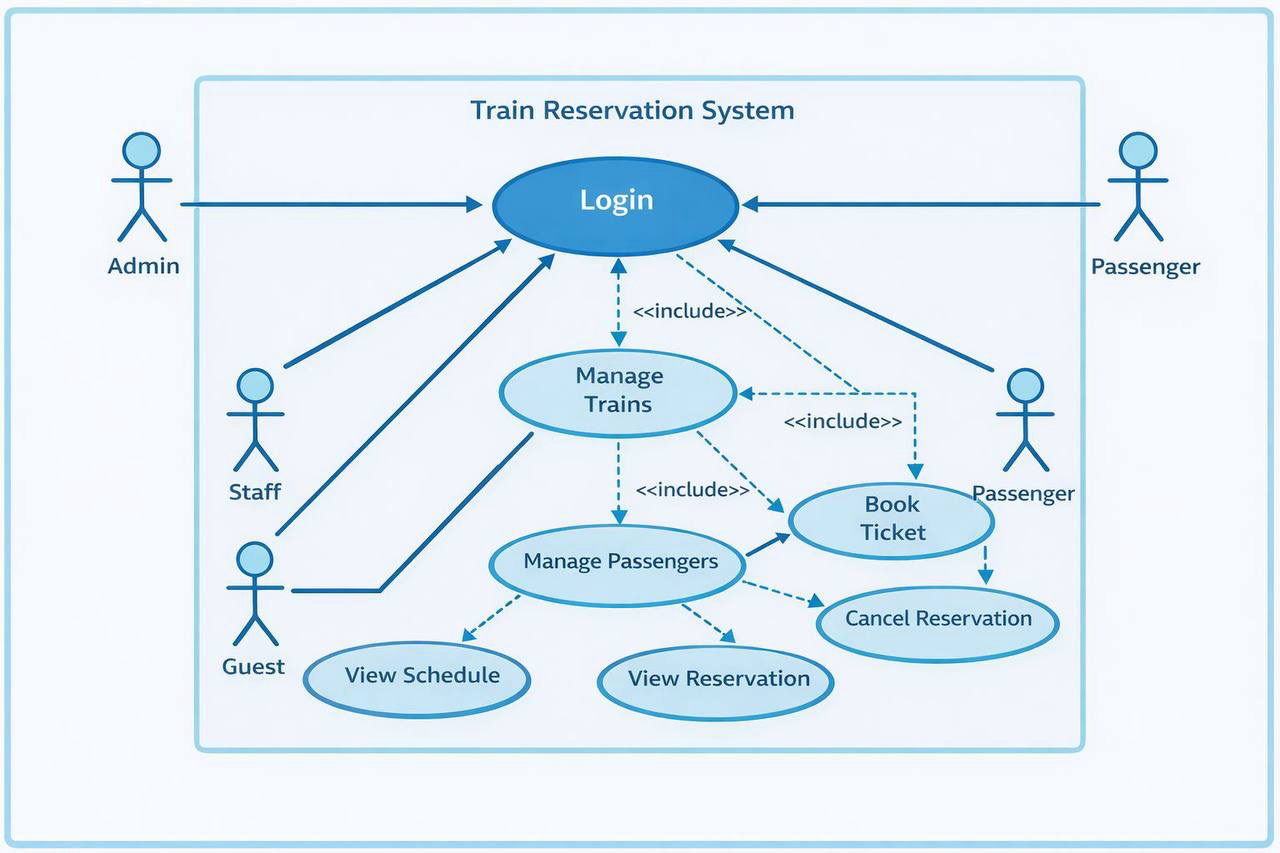 Train Reservation System
Login
Admin
Passenger
<<include>>
Manage
Trains
<<include>>
Staff
<<include>>
Passenger
Book
Ticket
Manage Passengers
Cancel Reservation
Guest
View Schedule
View Reservation